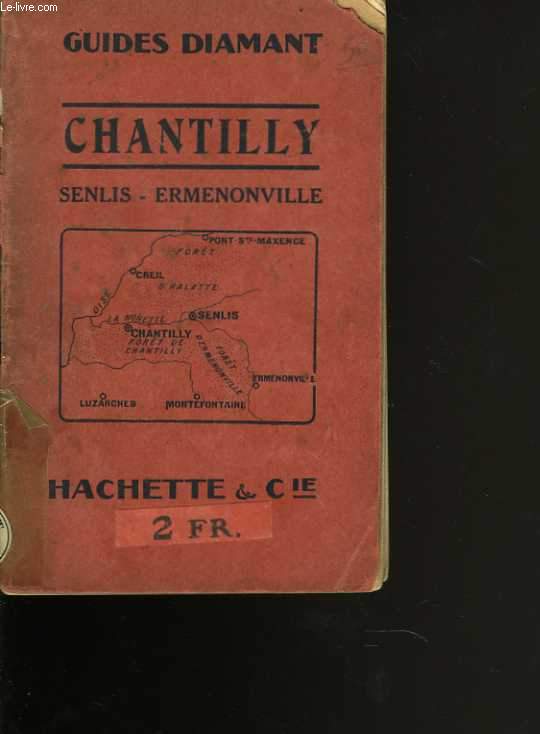 Le-livre.com
GUIDES DIAMANT
CHANTILLY
SENLIS - ERMENONVILLE
PONT-STE-MAXENCE
FORÊT
CREIL
D'HALATTE
OISE
LA NONETTE
SENLIS
CHANTILLY
FORÊT DE
CHANTILLY
FORÊT
D'ERMENONVILLE
ERMENONVILLE
LUZARCHES
MONTEFONTAINE
HACHETTE & CIE
2 FR.